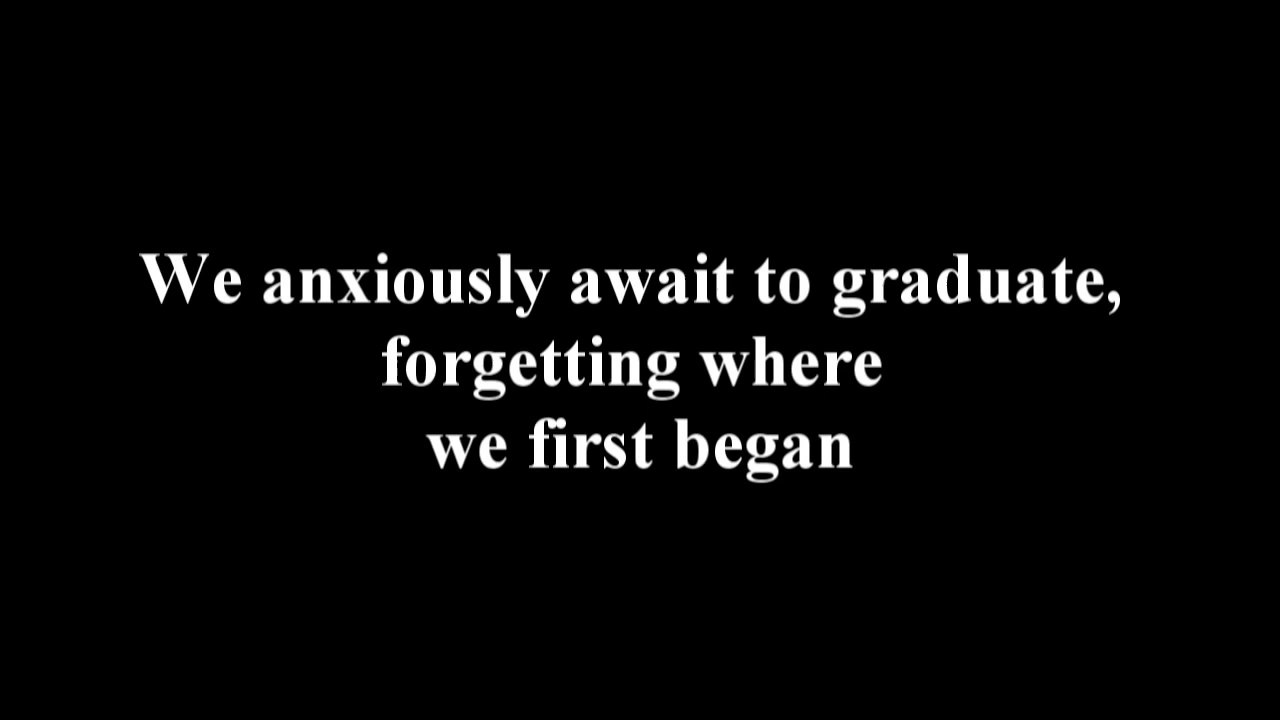 We anxiously await to graduate,
forgetting where
we first began